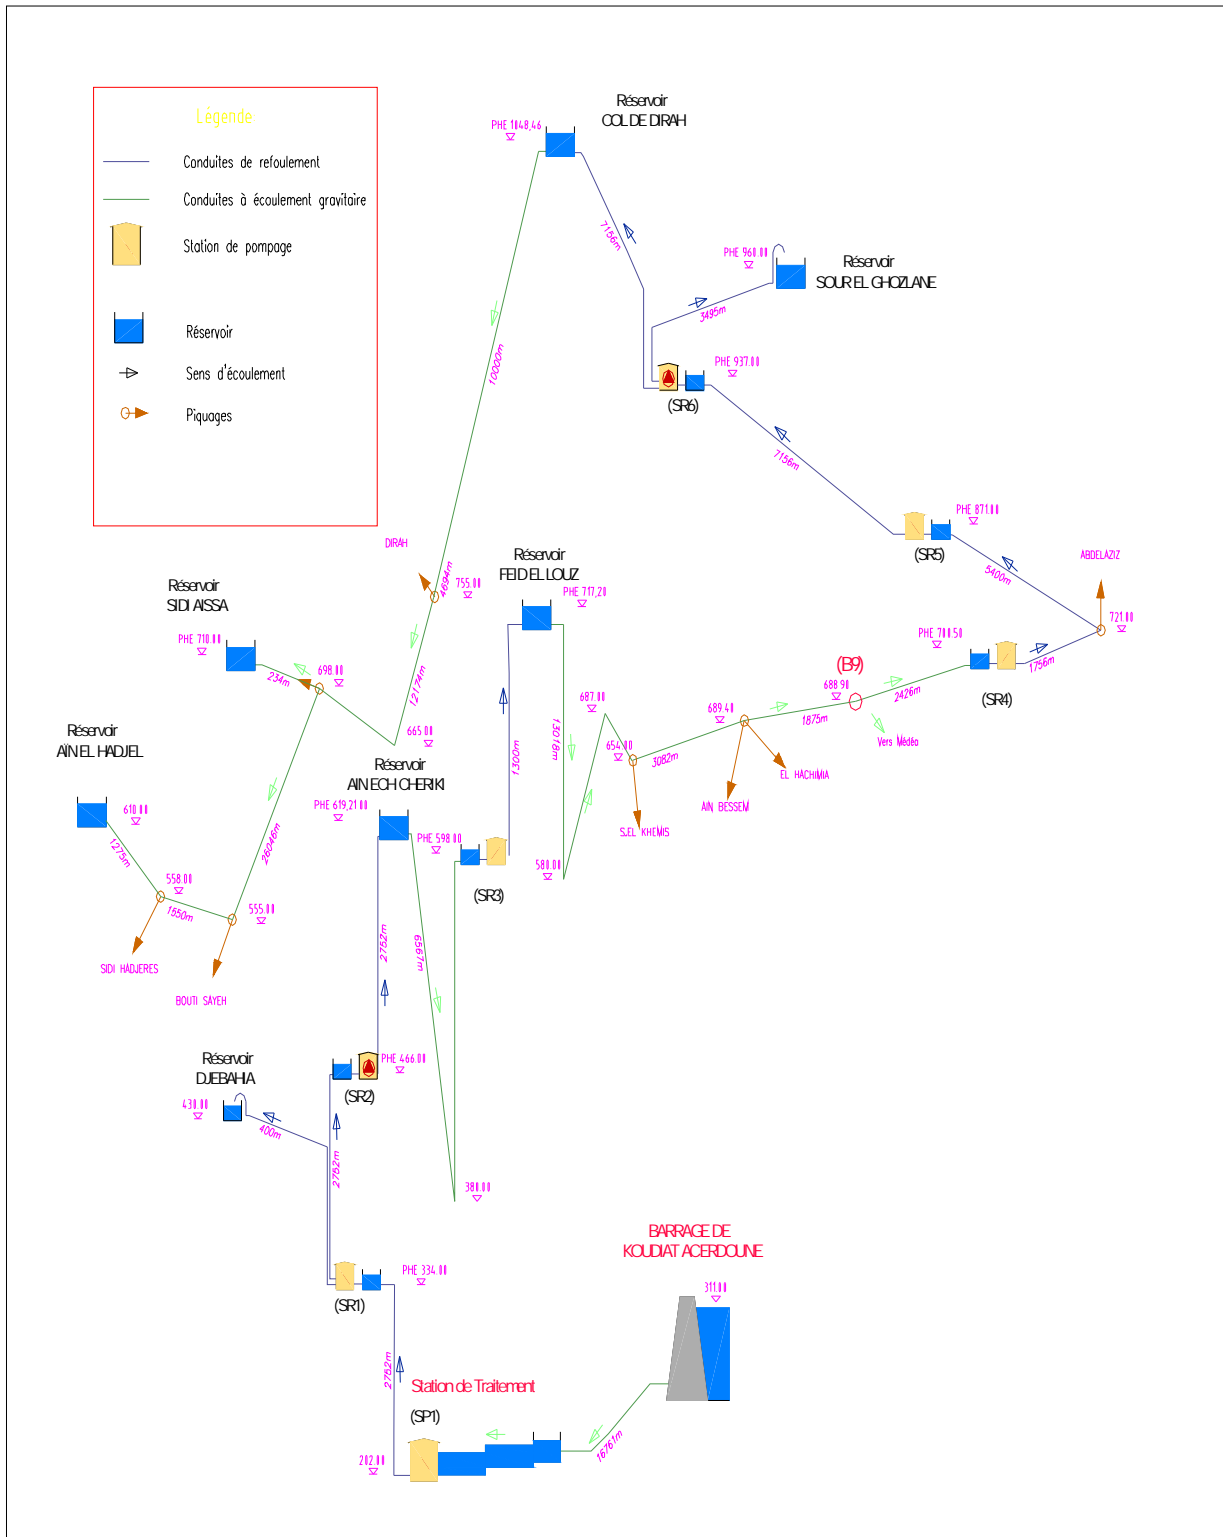 Réservoir
COL DE DIRAH
PHE 1048,46
Légende
Conduites de refoulement
Conduites à écoulement gravitaire
Station de pompage
Réservoir
Sens d'écoulement
Piquages
7156m
PHE 960.00
Réservoir
SOUR EL GHOZLANE
3495m
10000m
PHE 937.00
(SR6)
7156m
PHE 871.00
(SR5)
5400m
ABDELAZIZ
721.00
DIRAH
4694m
755.00
Réservoir
FEID EL LOUZ
PHE 717,20
Réservoir
SIDI AISSA
PHE 710.00
234m
698.00
12174m
665.00
PHE 700.50
1756m
(SR4)
(B9)
688.90
2426m
Vers Médéa
687.00
689.40
1875m
654.00
3082m
EL HACHIMIA
AIN BESSEM
S.EL KHEMIS
13018m
580.00
Réservoir
AÏN EL HADJEL
610.00
1275m
558.00
1550m
26046m
555.00
SIDI HADJERES
BOUTI SAYEH
Réservoir
AIN ECH CHERIKI
PHE 619,21.00
PHE 598.00
1300m
(SR3)
2752m
6567m
Réservoir
DJEBAHIA
PHE 466.00
(SR2)
430.00
400m
2752m
380.00
BARRAGE DE
KOUDIAT ACERDOUNE
311.00
PHE 334.00
(SR1)
2752m
Station de Traitement
(SP1)
202.00
16761m